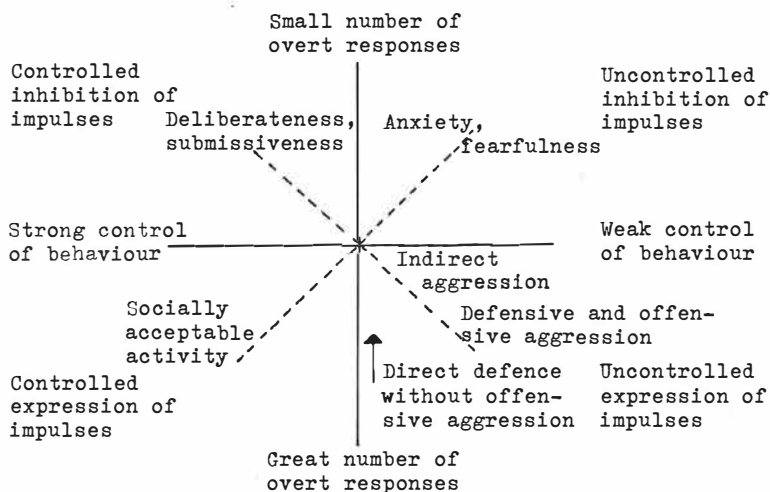 Small number of
overt responses
Controlled
inhibition of
impulses
Uncontrolled
inhibition of
impulses
Deliberateness,
submissiveness
Anxiety,
fearfulness
Strong control
of behaviour
Weak control
of behaviour
Indirect
aggression
Socially
acceptable
activity
Defensive and offen-
sive aggression
Controlled
expression of
impulses
Direct defence
without offen-
sive aggression
Uncontrolled
expression of
impulses
Great number of
overt responses